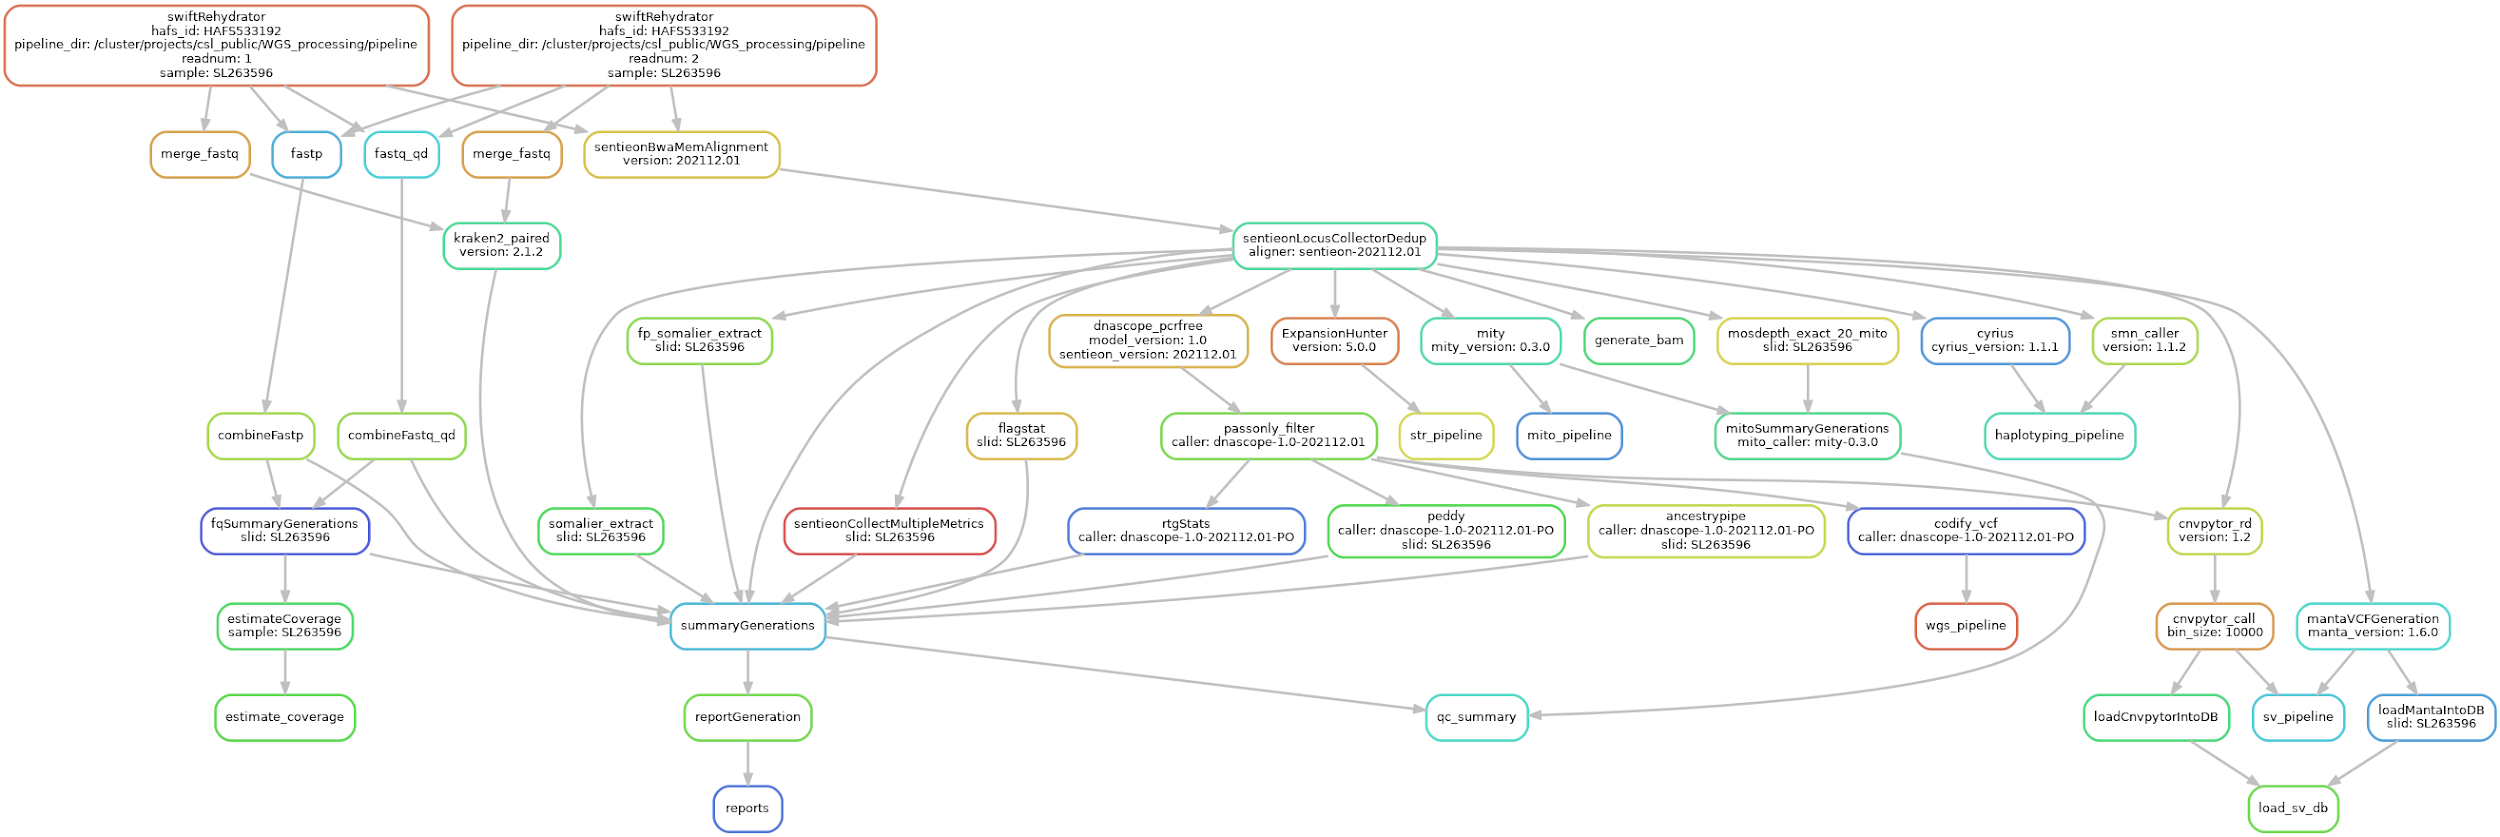 swiftRehydrator
hafs_id: HAFS533192
pipeline_dir: /cluster/projects/csl_public/WGS_processing/pipeline
readnum: 1
sample: SL263596
swiftRehydrator
hafs_id: HAFS533192
pipeline_dir: /cluster/projects/csl_public/WGS_processing/pipeline
readnum: 2
sample: SL263596
merge_fastq
fastp
fastq_qd
merge_fastq
sentieonBwaMemAlignment
version: 202112.01
kraken2_paired
version: 2.1.2
sentieonLocusCollectorDedup
aligner: sentieon-202112.01
fp_somalier_extract
slid: SL263596
dnascope_pcrfree
model_version: 1.0
sentieon_version: 202112.01
ExpansionHunter
version: 5.0.0
mity
mity_version: 0.3.0
generate_bam
mosdepth_exact_20_mito
slid: SL263596
cyrius
cyrius_version: 1.1.1
smn_caller
version: 1.1.2
combineFastp
combineFastq_qd
flagstat
slid: SL263596
passonly_filter
caller: dnascope-1.0-202112.01
str_pipeline
mito_pipeline
mitoSummaryGenerations
mito_caller: mity-0.3.0
haplotyping_pipeline
fqSummaryGenerations
slid: SL263596
somalier_extract
slid: SL263596
sentieonCollectMultipleMetrics
slid: SL263596
rtgStats
caller: dnascope-1.0-202112.01-PO
peddy
caller: dnascope-1.0-202112.01-PO
slid: SL263596
ancestrypipe
caller: dnascope-1.0-202112.01-PO
slid: SL263596
codify_vcf
caller: dnascope-1.0-202112.01-PO
cnvpytor_rd
version: 1.2
estimateCoverage
sample: SL263596
summaryGenerations
wgs_pipeline
cnvpytor_call
bin_size: 10000
mantaVCFGeneration
manta_version: 1.6.0
estimate_coverage
reportGeneration
qc_summary
loadCnvpytorIntoDB
sv_pipeline
loadMantaIntoDB
slid: SL263596
reports
load_sv_db